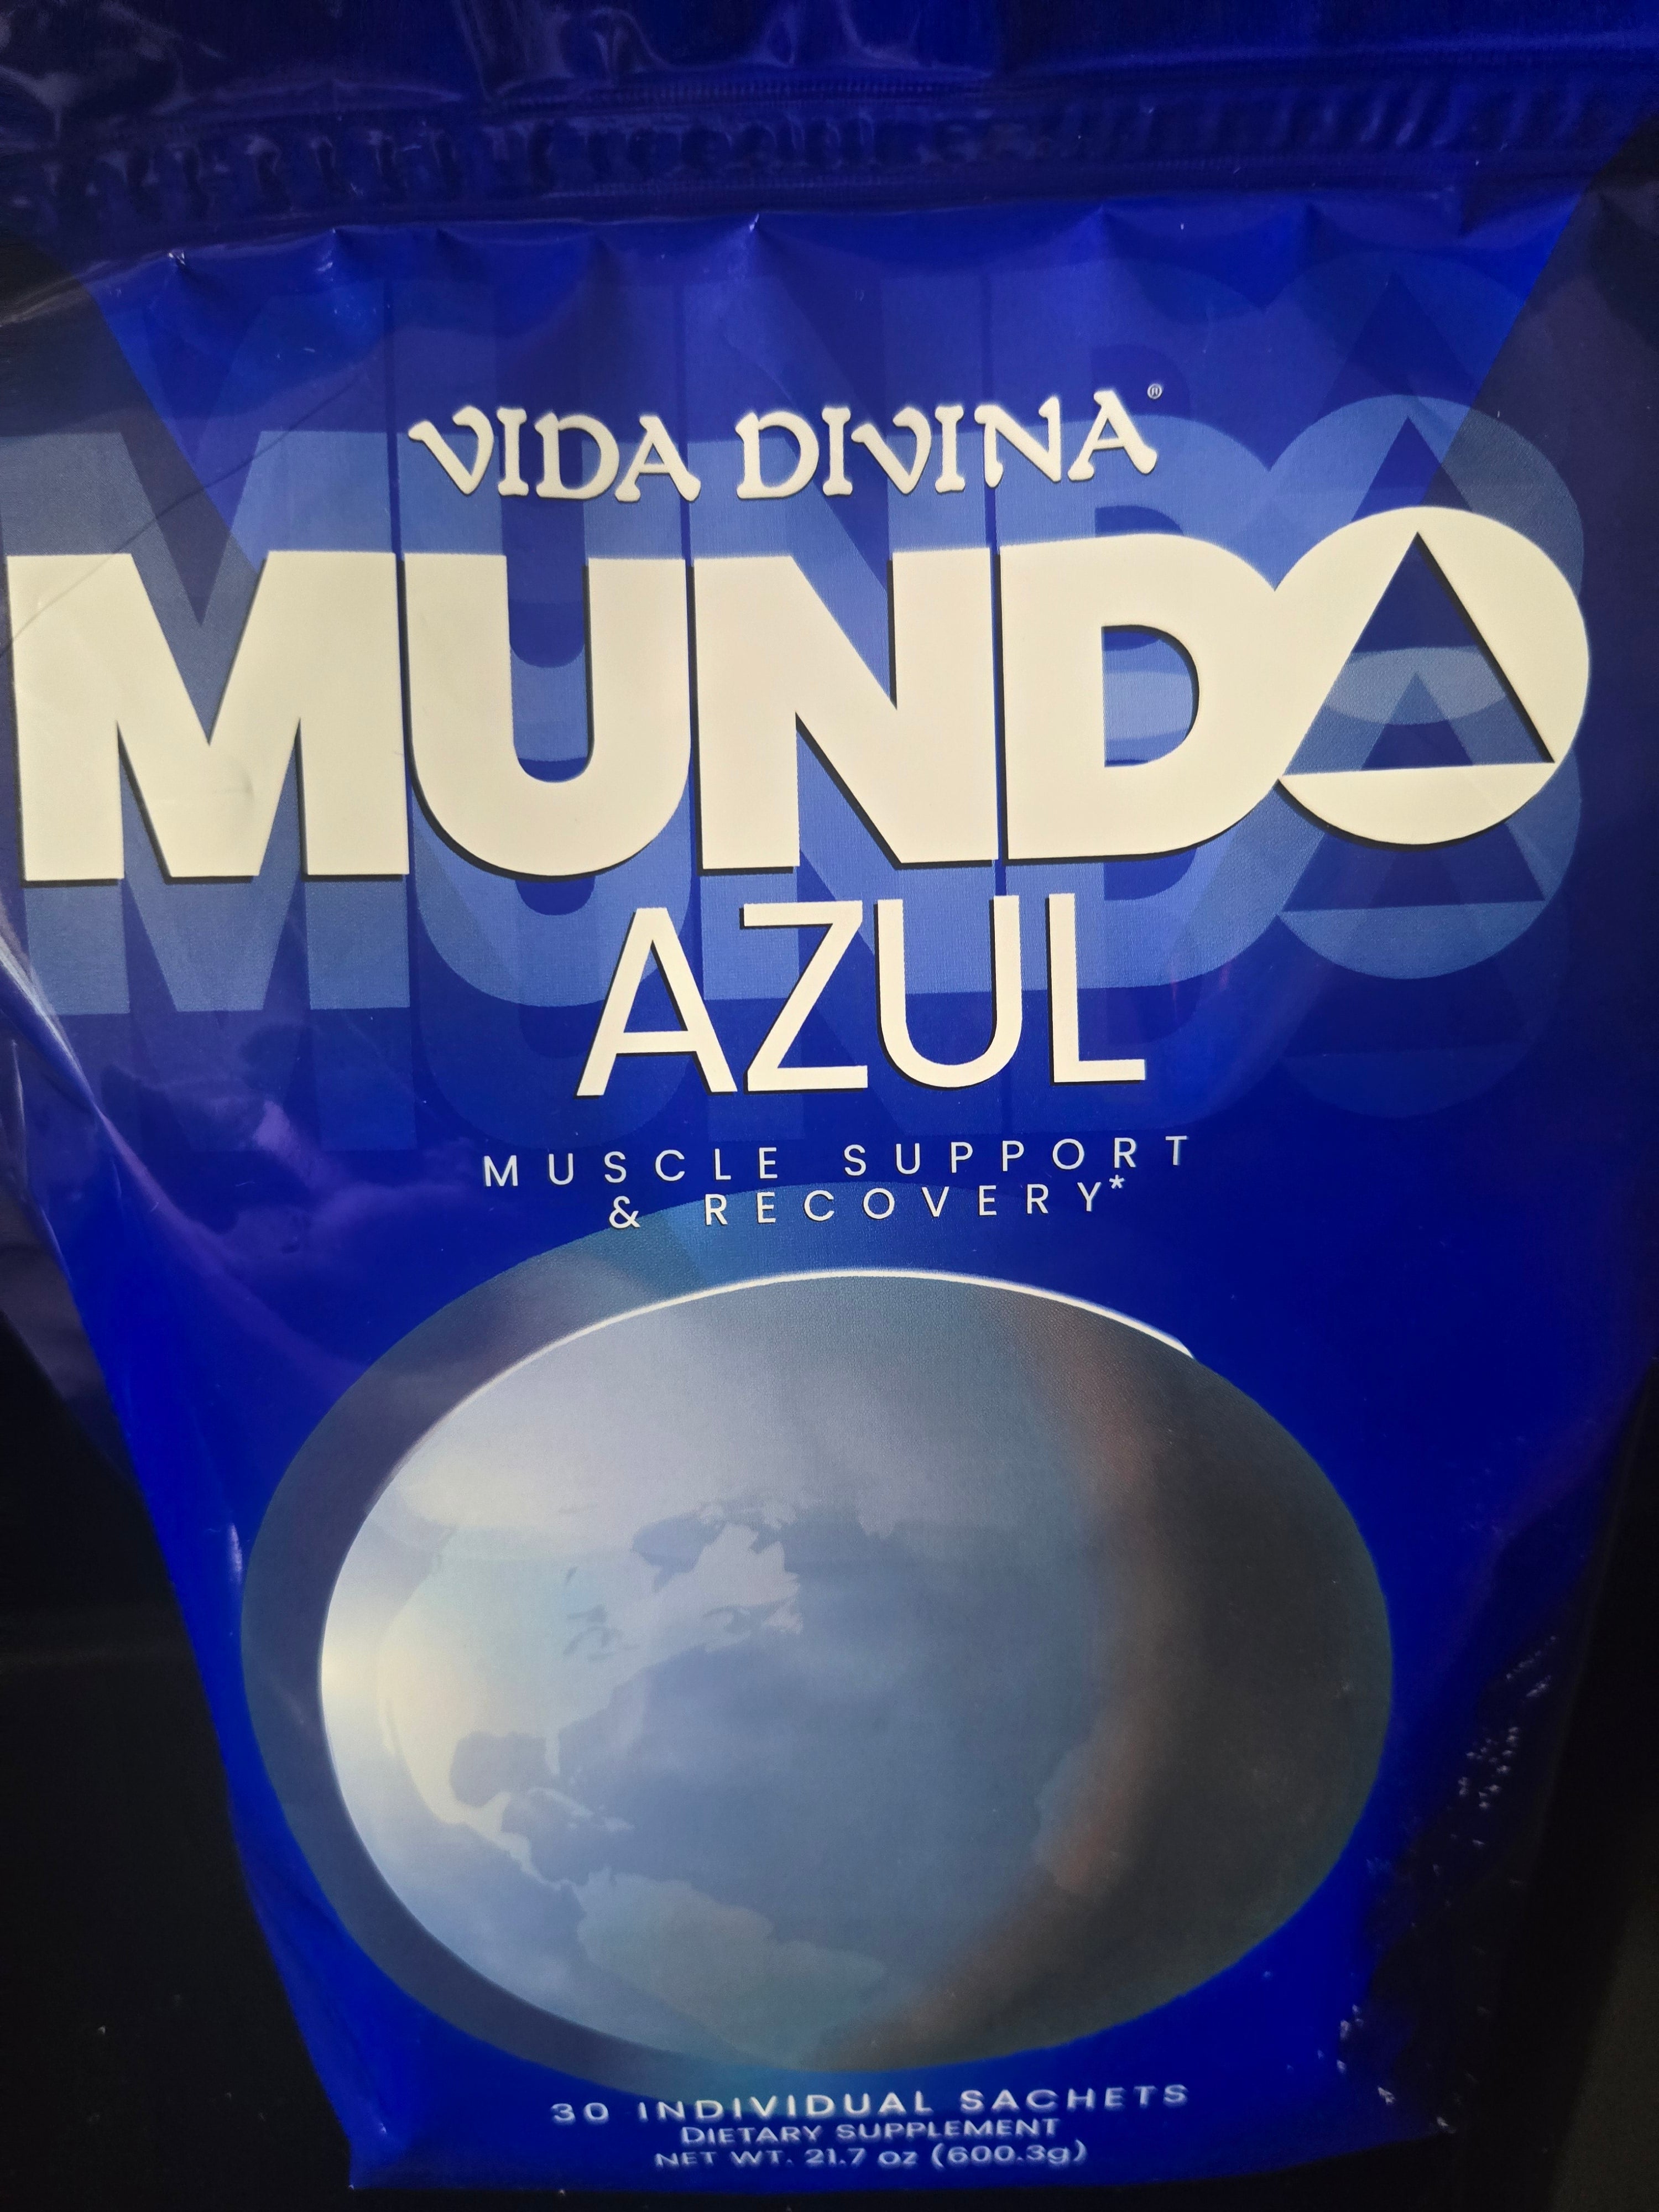 VIDA DIVINA®
MUNDO
AZUL
MUSCLE SUPPORT
& RECOVERY*
30 INDIVIDUAL SACHETS
DIETARY SUPPLEMENT
NET WT. 21.7 oz (600.3g)